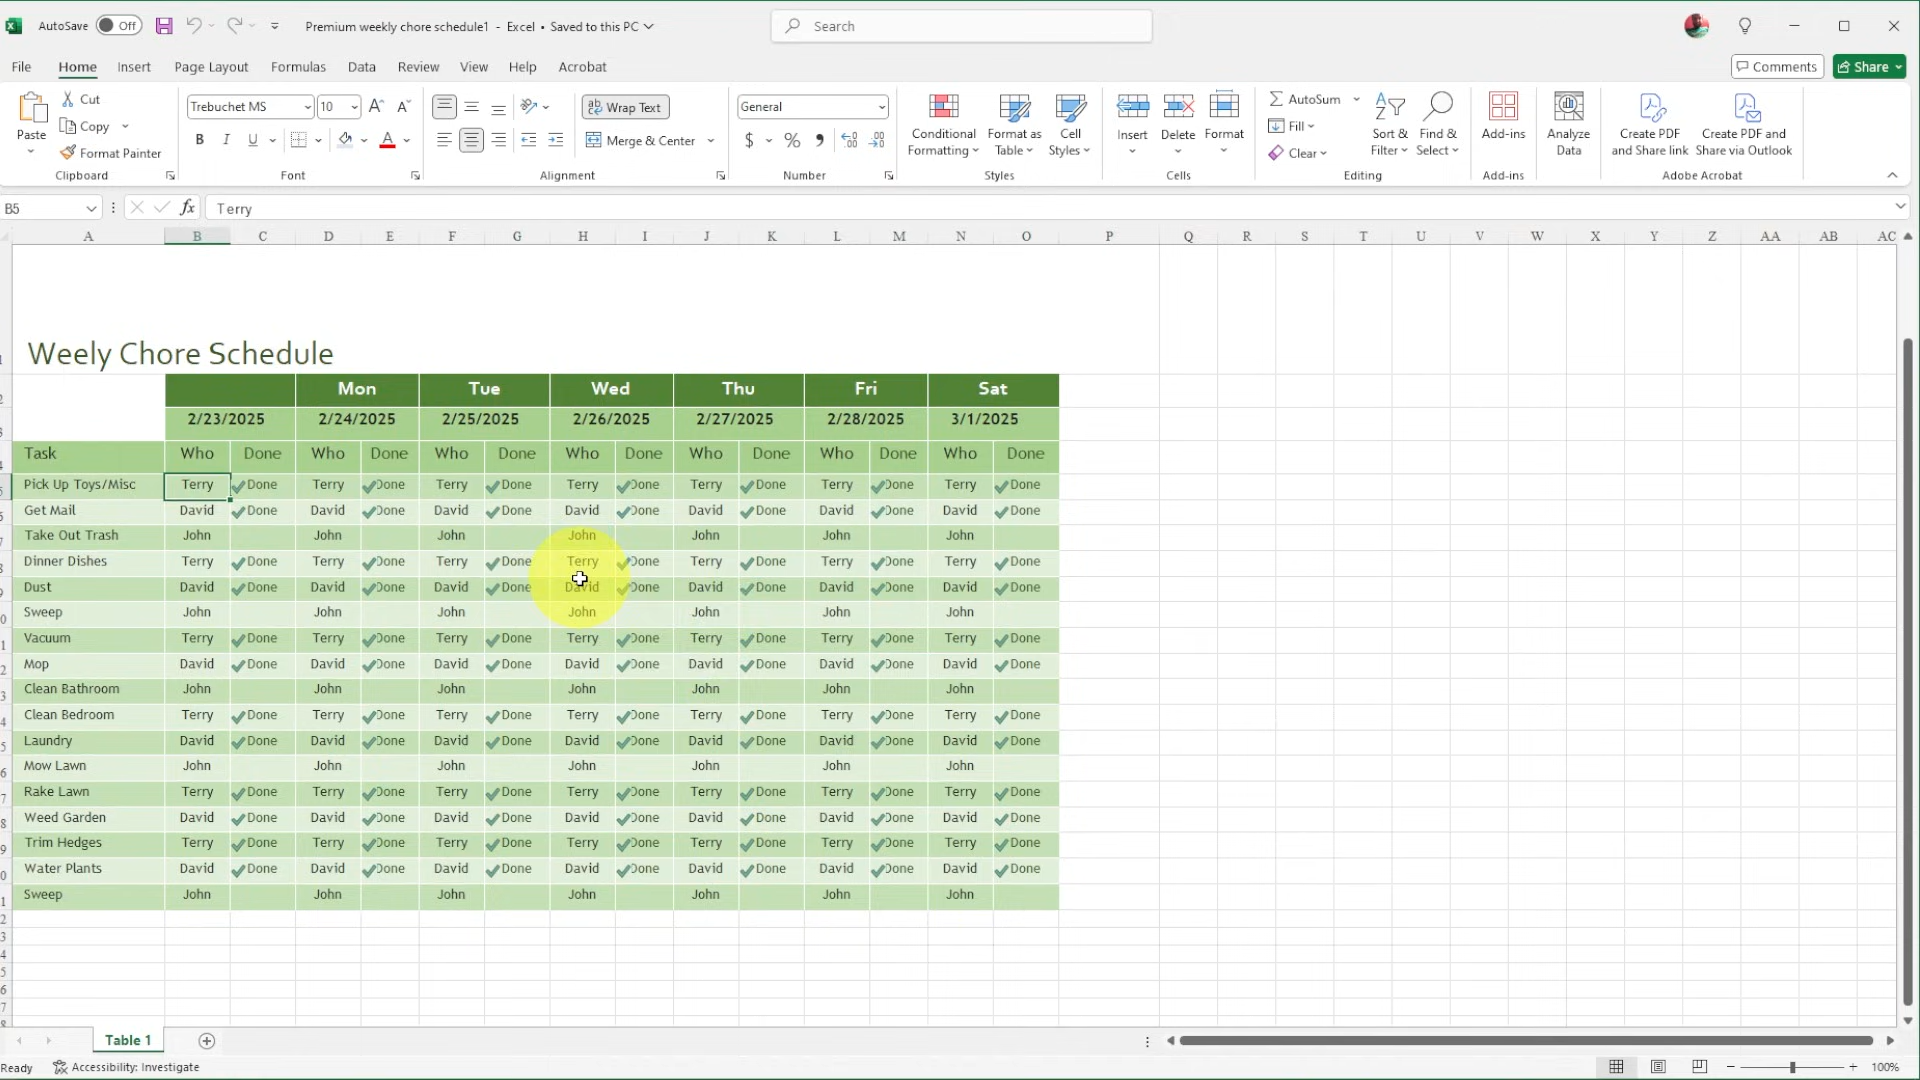 AutoSave Off Premium weekly chore schedule1 - Excel • Saved to this PC Search
File Home Insert Page Layout Formulas Data Review View Help Acrobat Comments Share
Paste Cut Copy Format Painter Clipboard
Trebuchet MS 10 B I U Font
Wrap Text Merge & Center Alignment
General $ % , Number
Conditional Formatting Format as Table Cell Styles Styles
Insert Delete Format Cells
AutoSum Fill Clear Sort & Filter Find & Select Editing
Add-ins Add-ins
Analyze Data
Create PDF and Share link Create PDF and Share via Outlook Adobe Acrobat
B5 fx Terry
A B C D E F G H I J K L M N O P Q R S T U V W X Y Z AA AB AC
Weely Chore Schedule
Mon Tue Wed Thu Fri Sat
2/23/2025 2/24/2025 2/25/2025 2/26/2025 2/27/2025 2/28/2025 3/1/2025
Task Who Done Who Done Who Done Who Done Who Done Who Done Who Done
Pick Up Toys/Misc Terry Done Terry Done Terry Done Terry Done Terry Done Terry Done Terry Done
Get Mail David Done David Done David Done David Done David Done David Done David Done
Take Out Trash John John John John John John John
Dinner Dishes Terry Done Terry Done Terry Done Terry Done Terry Done Terry Done Terry Done
Dust David Done David Done David Done David Done David Done David Done David Done
Sweep John John John John John John John
Vacuum Terry Done Terry Done Terry Done Terry Done Terry Done Terry Done Terry Done
Mop David Done David Done David Done David Done David Done David Done David Done
Clean Bathroom John John John John John John John
Clean Bedroom Terry Done Terry Done Terry Done Terry Done Terry Done Terry Done Terry Done
Laundry David Done David Done David Done David Done David Done David Done David Done
Mow Lawn John John John John John John John
Rake Lawn Terry Done Terry Done Terry Done Terry Done Terry Done Terry Done Terry Done
Weed Garden David Done David Done David Done David Done David Done David Done David Done
Trim Hedges Terry Done Terry Done Terry Done Terry Done Terry Done Terry Done Terry Done
Water Plants David Done David Done David Done David Done David Done David Done David Done
Sweep John John John John John John John
Table 1
Ready Accessibility: Investigate 100%